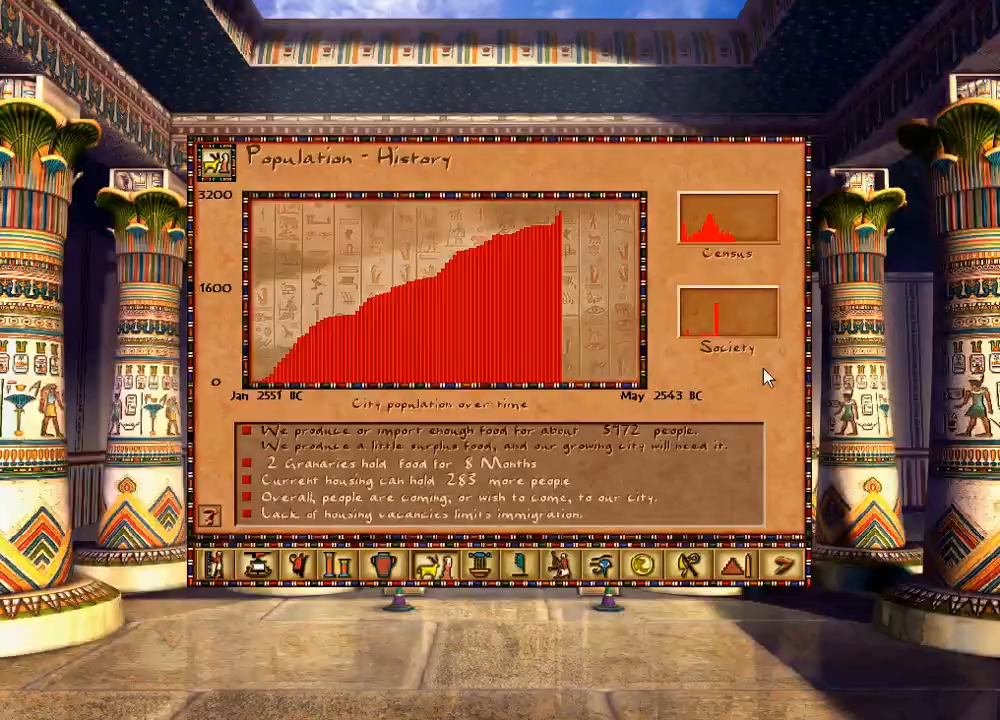 Population - History
3200
1600
0
Jan 2551 BC
May 2543 BC
City population over time
Census
Society
We produce or import enough food for about 5972 people.
We produce a little surplus food, and our growing city will need it.
2 Granaries hold food for 8 Months
Current housing can hold 283 more people
Overall, people are coming, or wish to come, to our city.
Lack of housing vacancies limits immigration.
?